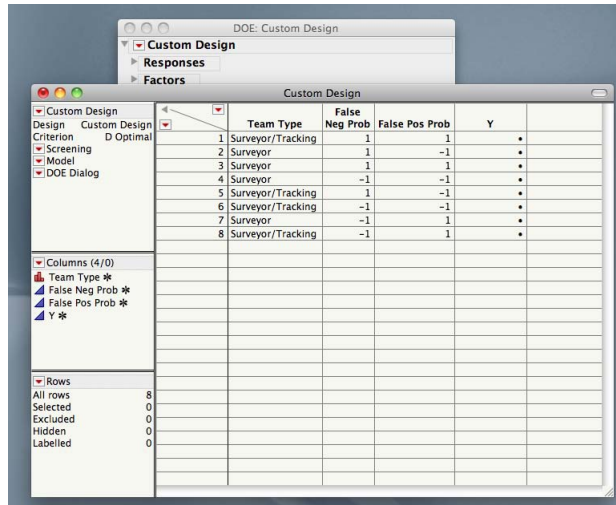 DOE: Custom Design
Custom Design
Responses
Factors
Custom Design
Custom Design
Design Custom Design
Criterion D Optimal
Screening
Model
DOE Dialog
Columns (4/0)
Team Type *
False Neg Prob *
False Pos Prob *
Y *
Rows
All rows 8
Selected 0
Excluded 0
Hidden 0
Labelled 0
Team Type False Neg Prob False Pos Prob Y
1 Surveyor/Tracking 1 1 •
2 Surveyor 1 -1 •
3 Surveyor 1 1 •
4 Surveyor -1 -1 •
5 Surveyor/Tracking 1 -1 •
6 Surveyor/Tracking -1 -1 •
7 Surveyor -1 1 •
8 Surveyor/Tracking -1 1 •